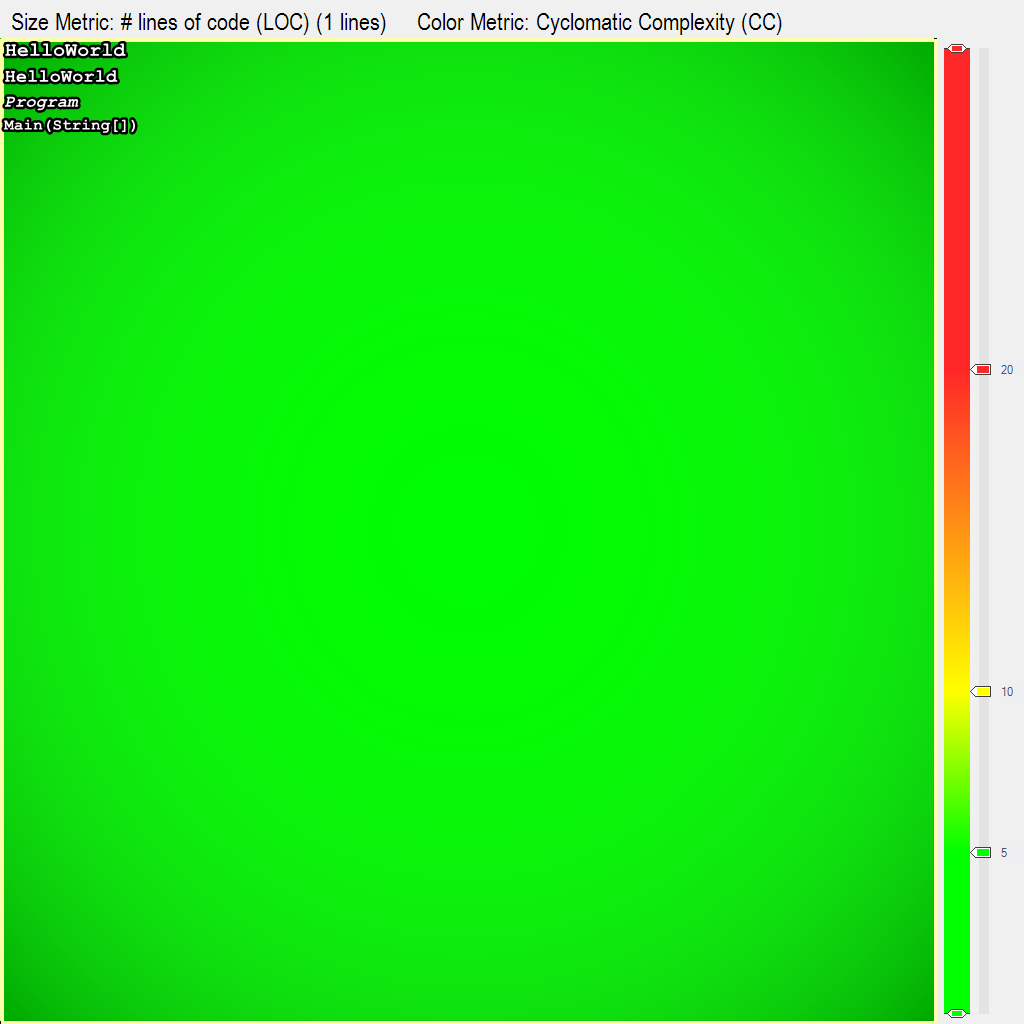 Size Metric: # lines of code (LOC) (1 lines) Color Metric: Cyclomatic Complexity (CC)
HelloWorld
HelloWorld
Program
Main(String[])
20
10
5